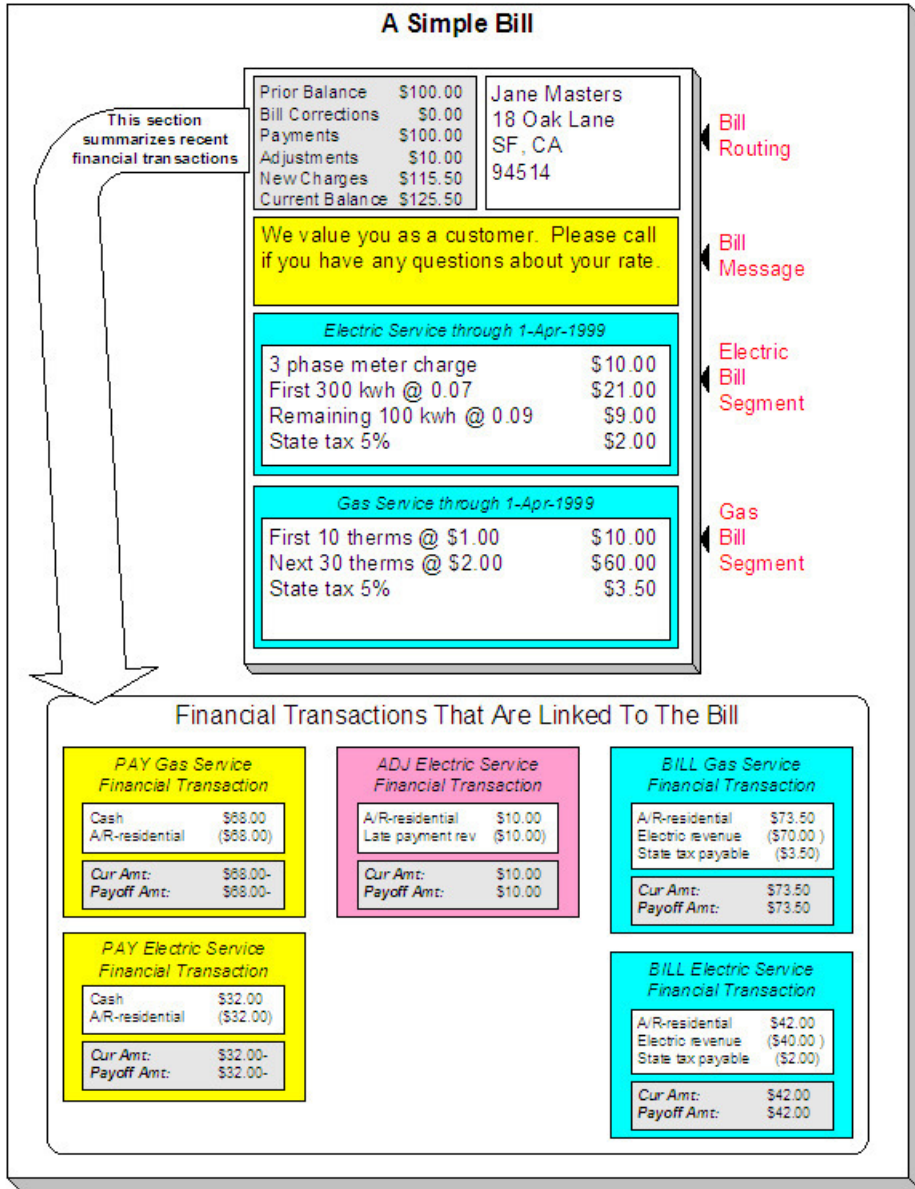 A Simple Bill
This section
summarizes recent
financial transactions
Prior Balance $100.00
Bill Corrections $0.00
Payments $100.00
Adjustments $10.00
New Charges $115.50
Current Balance $125.50
Jane Masters
18 Oak Lane
SF, CA
94514
Bill
Routing
We value you as a customer. Please call
if you have any questions about your rate.
Bill
Message
Electric Service through 1-Apr-1999
3 phase meter charge $10.00
First 300 kwh @ 0.07 $21.00
Remaining 100 kwh @ 0.09 $9.00
State tax 5% $2.00
Electric
Bill
Segment
Gas Service through 1-Apr-1999
First 10 therms @ $1.00 $10.00
Next 30 therms @ $2.00 $60.00
State tax 5% $3.50
Gas
Bill
Segment
Financial Transactions That Are Linked To The Bill
PAY Gas Service
Financial Transaction
Cash $68.00
A/R-residential ($68.00)
Cur Amt: $68.00-
Payoff Amt: $68.00-
ADJ Electric Service
Financial Transaction
A/R-residential $10.00
Late payment rev ($10.00)
Cur Amt: $10.00
Payoff Amt: $10.00
BILL Gas Service
Financial Transaction
A/R-residential $73.50
Electric revenue ($70.00 )
State tax payable ($3.50)
Cur Amt: $73.50
Payoff Amt: $73.50
PAY Electric Service
Financial Transaction
Cash $32.00
A/R-residential ($32.00)
Cur Amt: $32.00-
Payoff Amt: $32.00-
BILL Electric Service
Financial Transaction
A/R-residential $42.00
Electric revenue ($40.00 )
State tax payable ($2.00)
Cur Amt: $42.00
Payoff Amt: $42.00